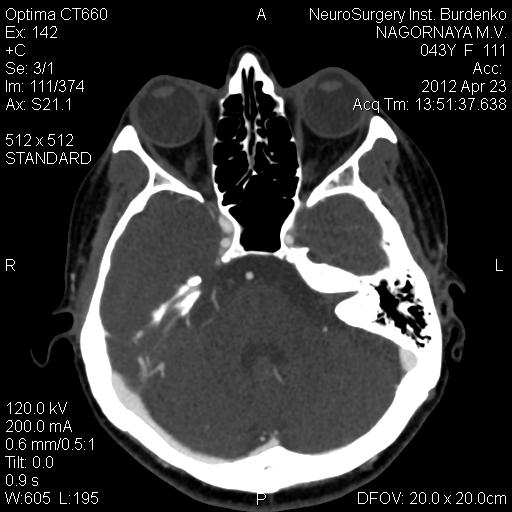 Optima CT660
Ex: 142
+C
Se: 3/1
Im: 111/374
Ax: S21.1
512 x 512
STANDARD
A
NeuroSurgery Inst. Burdenko
NAGORNAYA M.V.
043Y F 111
Acc:
2012 Apr 23
Acq Tm: 13:51:37.638
R
L
120.0 kV
200.0 mA
0.6 mm/0.5:1
Tilt: 0.0
0.9 s
W:605 L:195
P
DFOV: 20.0 x 20.0cm